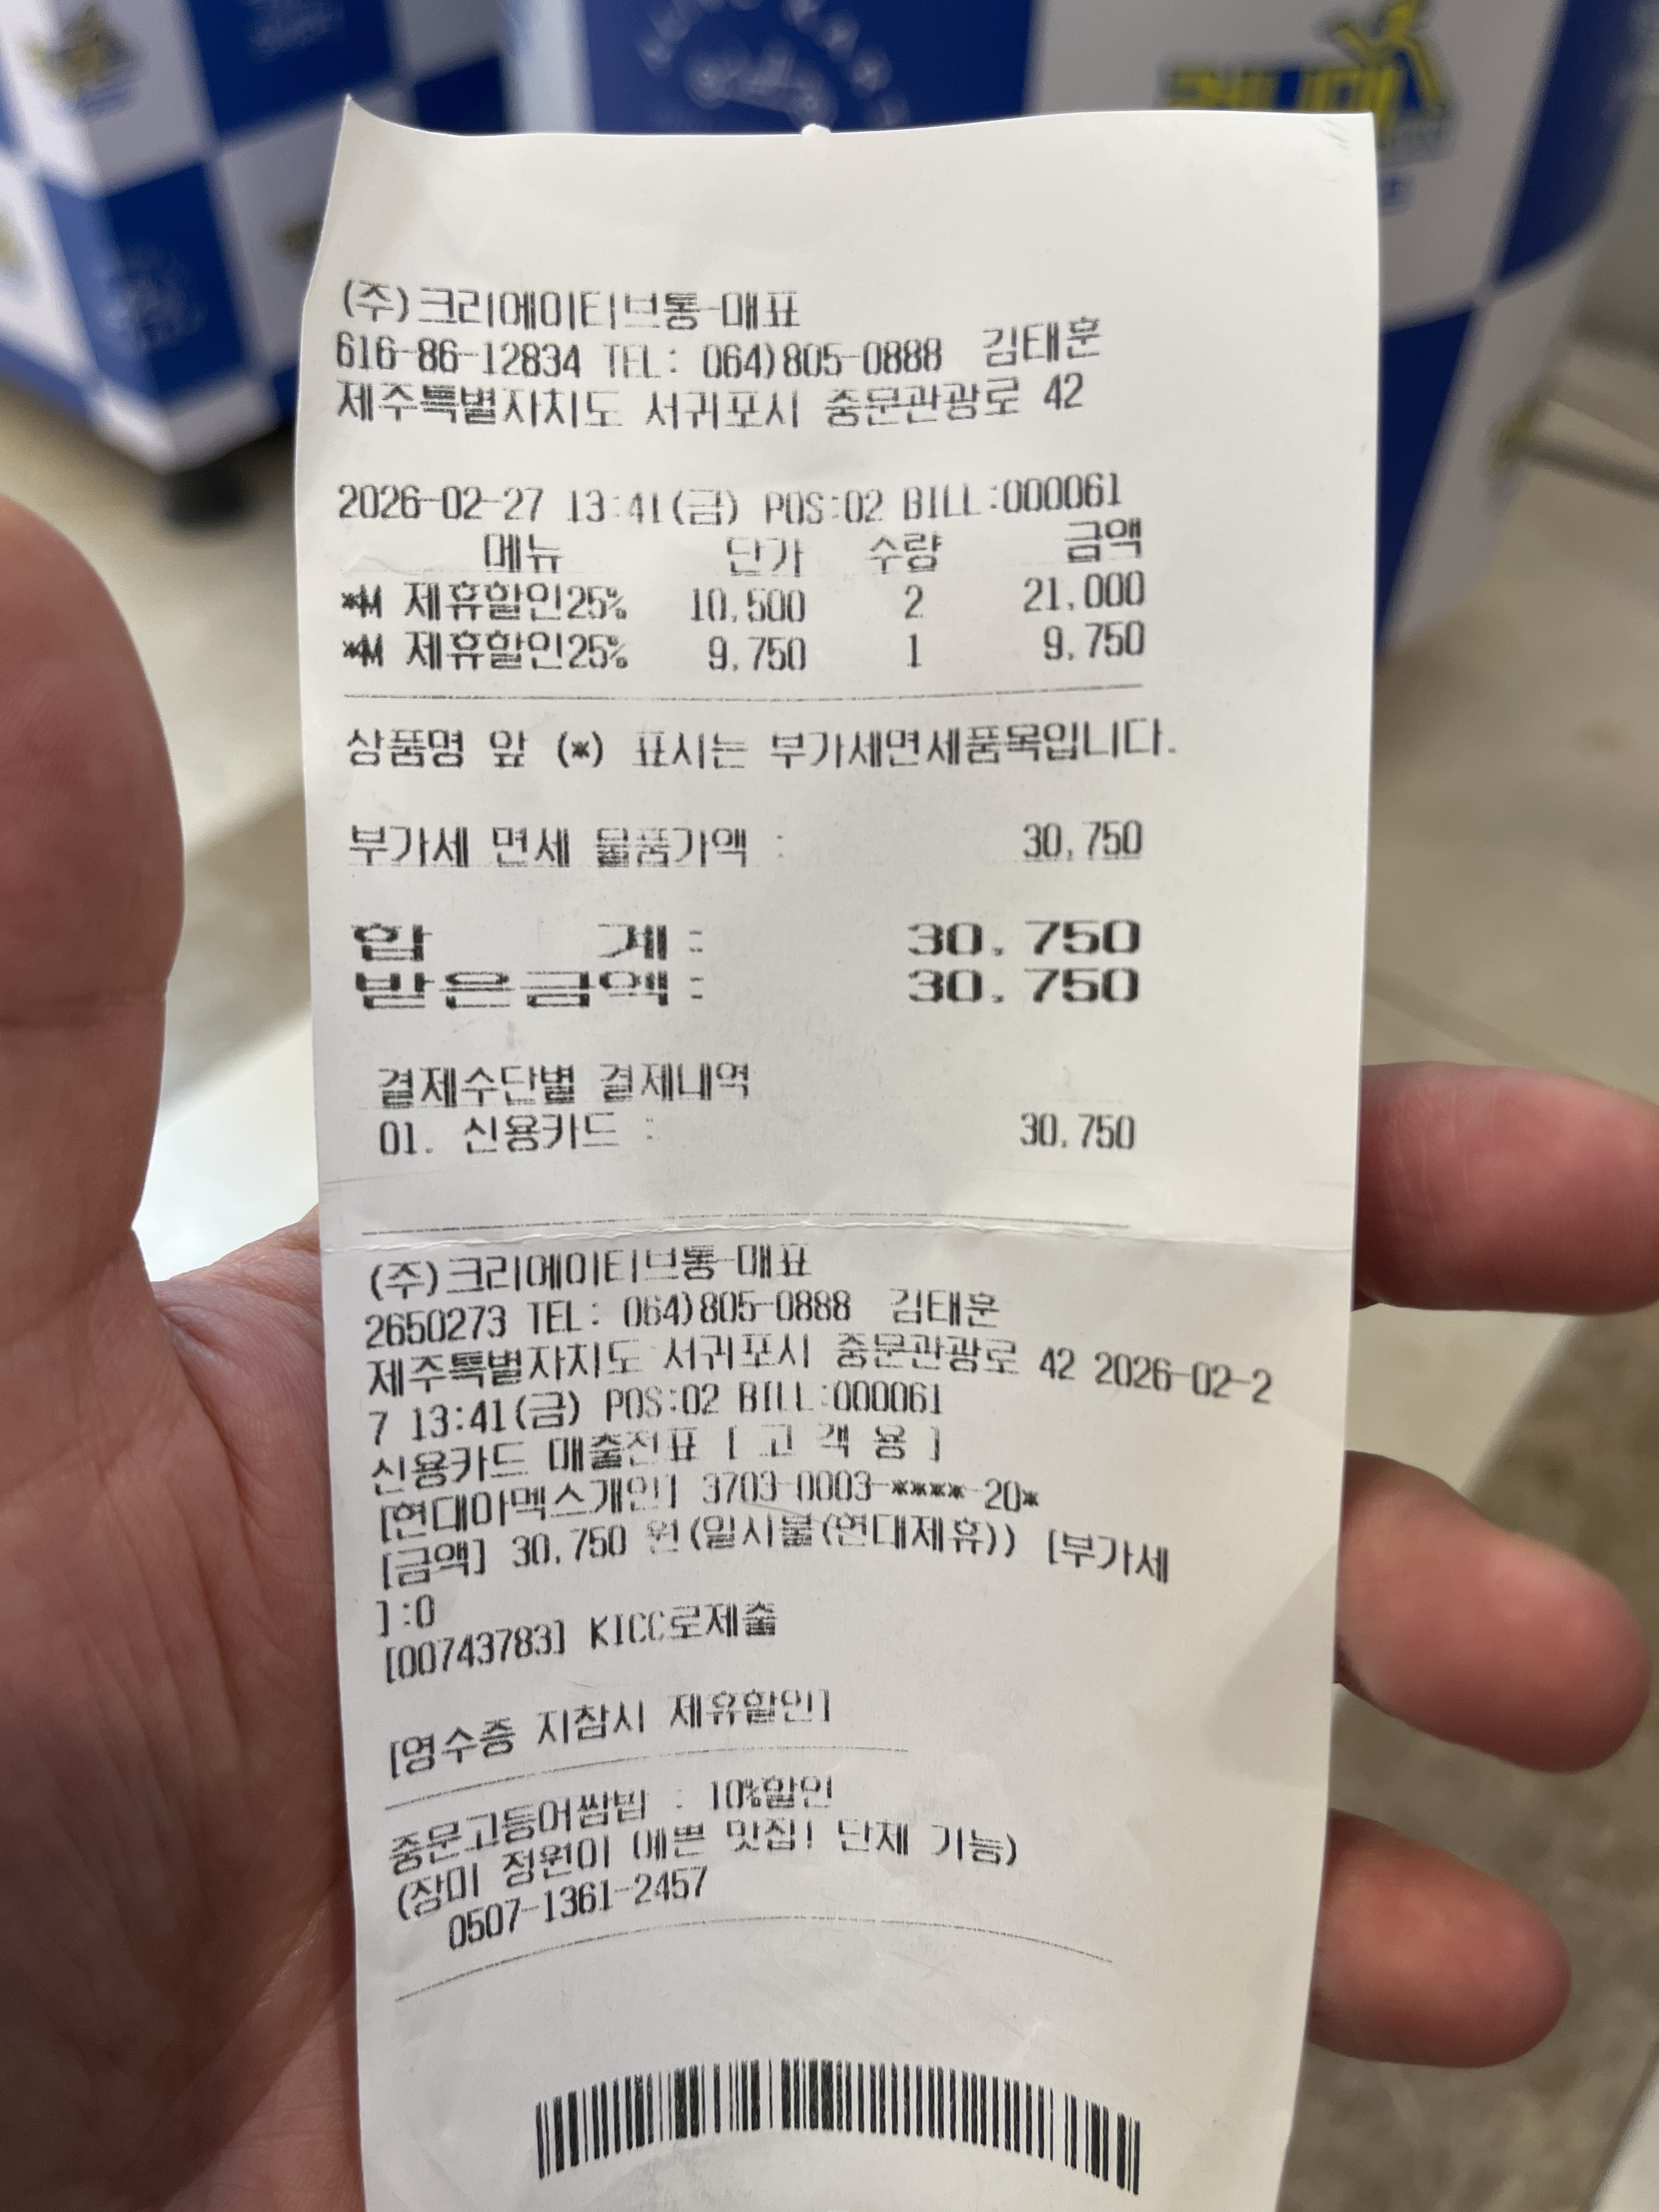 (주)크리에이티브통-매표
616-86-12834 TEL: 064)805-0888 김태훈
제주특별자치도 서귀포시 중문관광로 42
2026-02-27 13:41(금) POS:02 BILL:000061
메뉴 단가 수량 금액
*M 제휴할인25% 10,500 2 21,000
*M 제휴할인25% 9,750 1 9,750
상품명 앞 (*) 표시는 부가세면세품목입니다.
부가세 면세 물품가액 : 30,750
합 계: 30,750
받은금액: 30,750
결제수단별 결제내역
01. 신용카드 : 30,750
(주)크리에이티브통-매표
2650273 TEL: 064)805-0888 김태훈
제주특별자치도 서귀포시 중문관광로 42 2026-02-2
7 13:41(금) POS:02 BILL:000061
신용카드 매출전표 [ 고 객 용 ]
[현대아멕스개인] 3703-0003-****-20*
[금액] 30,750 원(일시불(현대제휴)) [부가세
]:0
[00743783] KICC로제출
[영수증 지참시 제유할인]
중문고등어쌈밥 : 10%할인
(장미 정원이 예쁜 맛집! 단체 가능)
0507-1361-2457